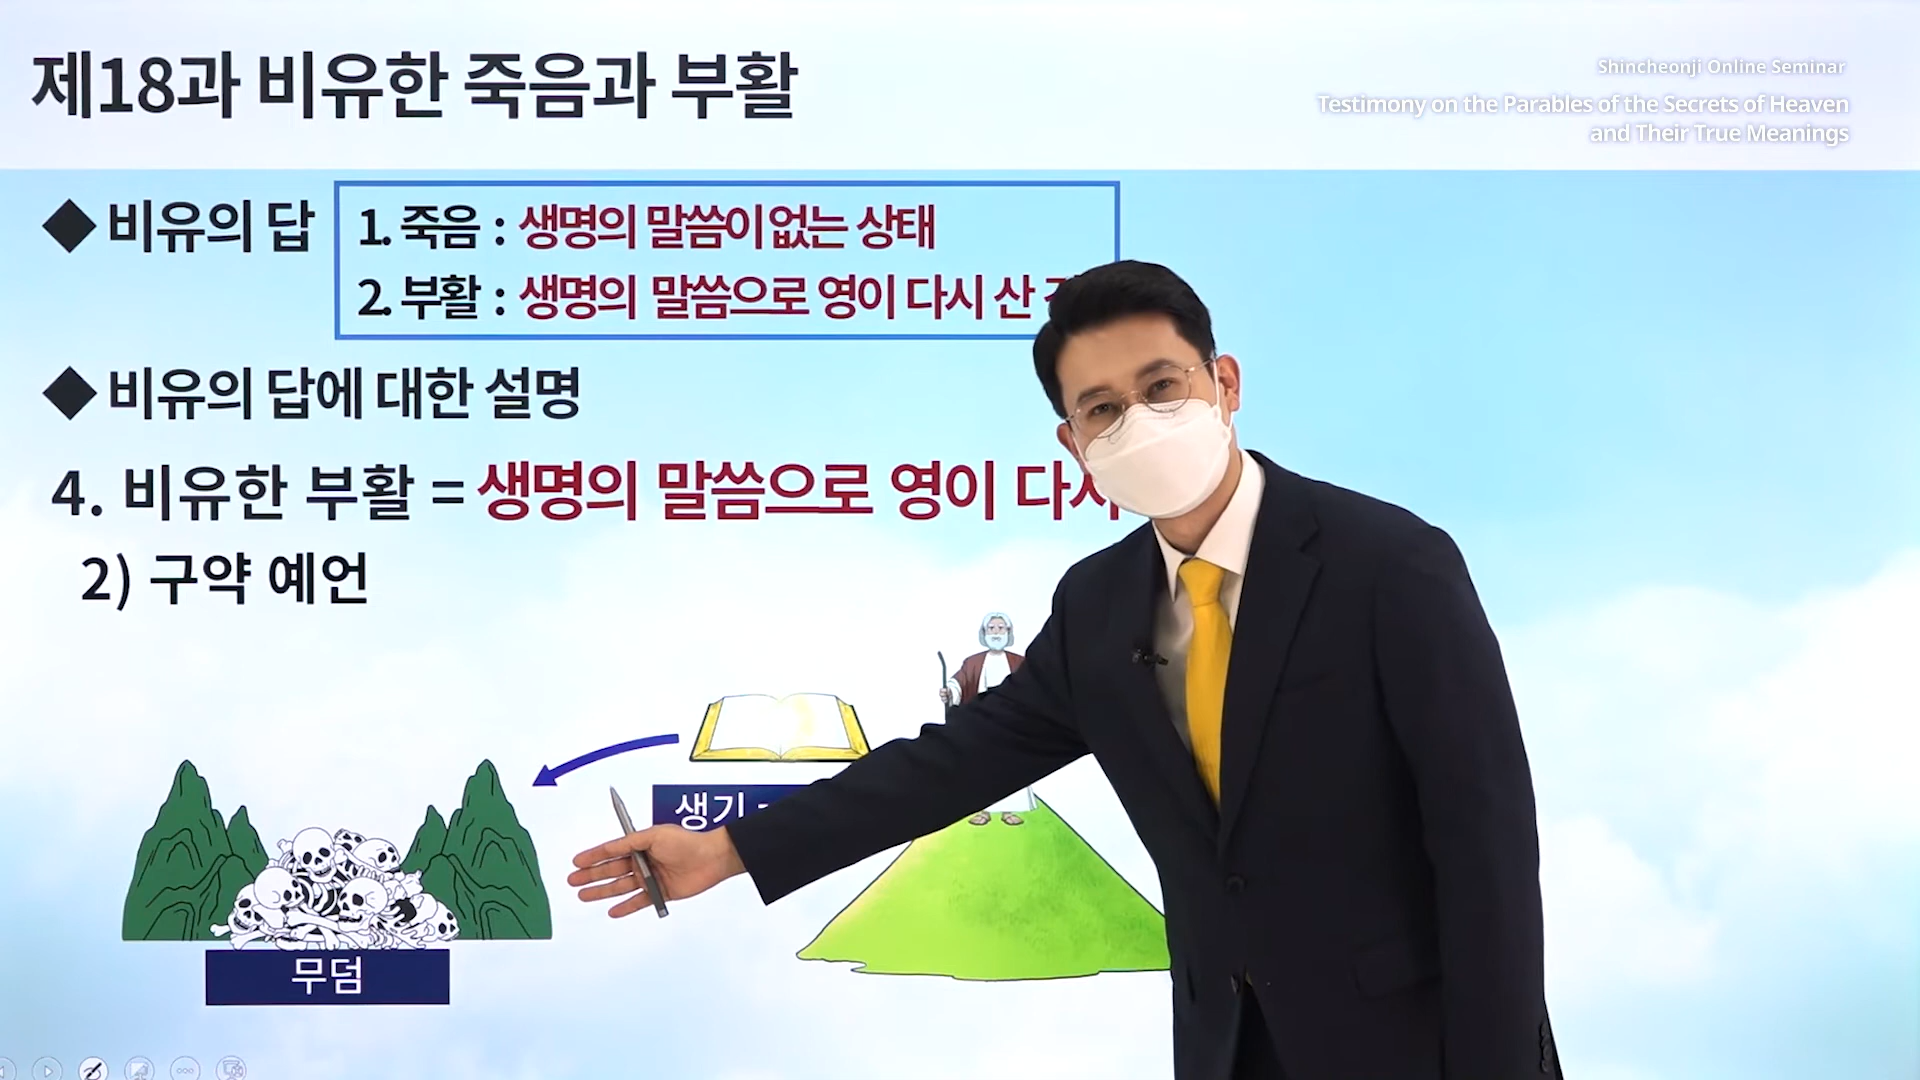 제18과 비유한 죽음과 부활
Shincheonji Online Seminar
Testimony on the Parables of the Secrets of Heaven
and Their True Meanings
◆ 비유의 답
1. 죽음 : 생명의 말씀이 없는 상태
2. 부활 : 생명의 말씀으로 영이 다시 산
◆ 비유의 답에 대한 설명
4. 비유한 부활 = 생명의 말씀으로 영이 다시
2) 구약 예언
생기
무덤